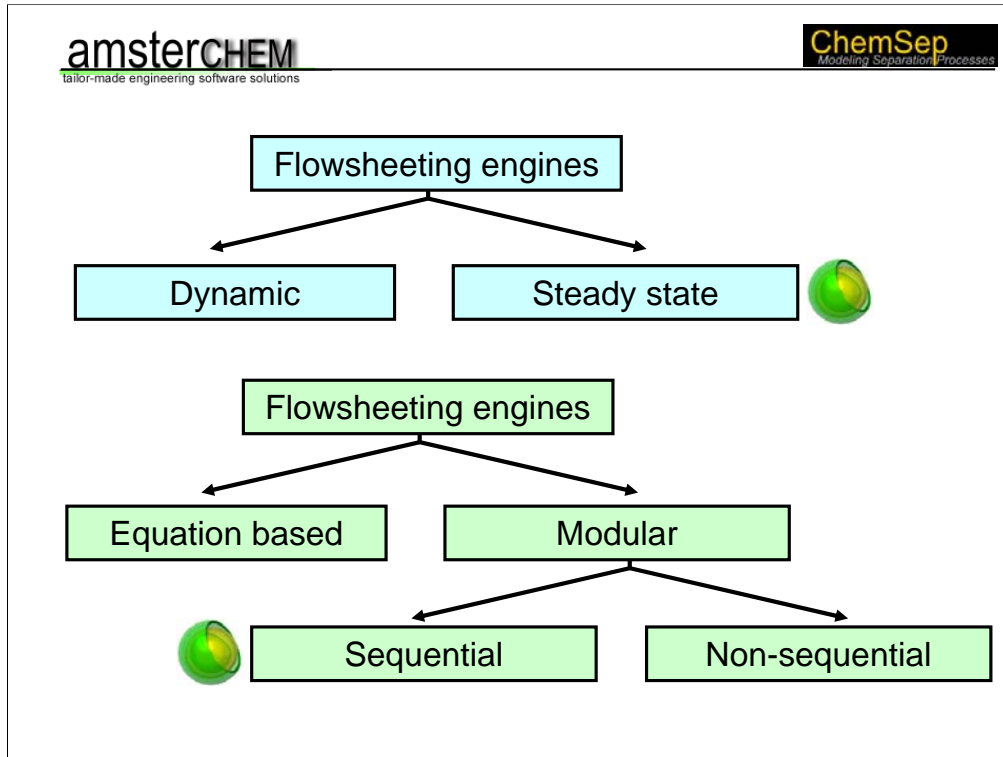 amsterCHEM
tailor-made engineering software solutions
ChemSep
Modeling Separation Processes
Flowsheeting engines
Dynamic
Steady state
Flowsheeting engines
Equation based
Modular
Sequential
Non-sequential